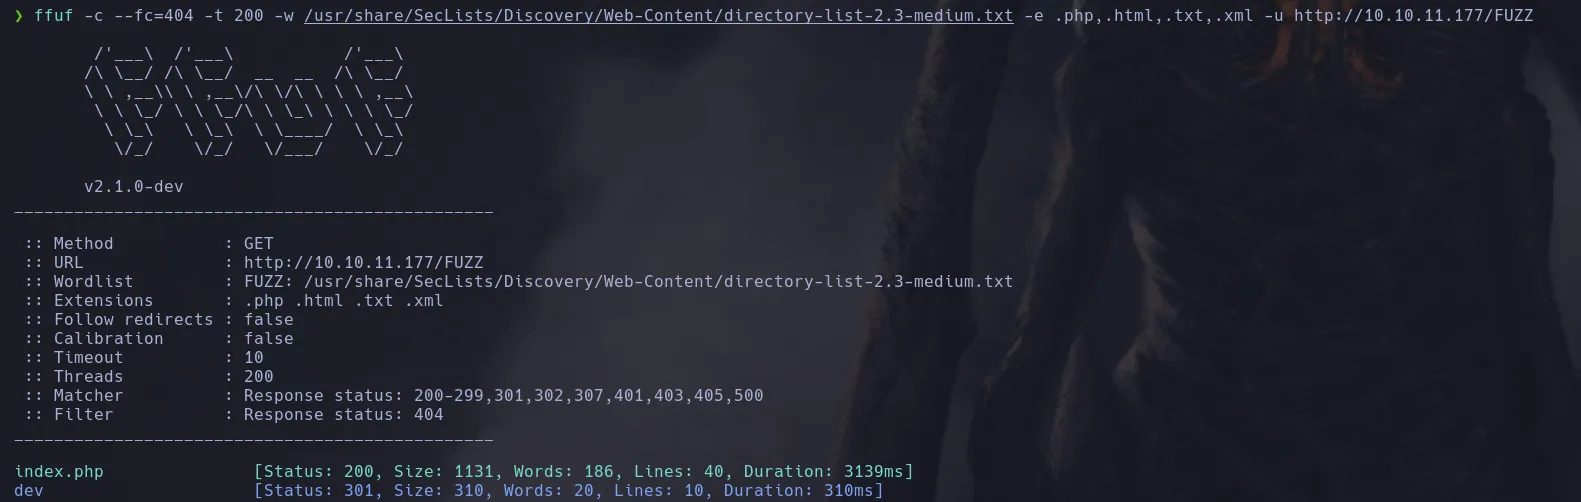 ❯ ffuf -c --fc=404 -t 200 -w /usr/share/SecLists/Discovery/Web-Content/directory-list-2.3-medium.txt -e .php,.html,.txt,.xml -u http://10.10.11.177/FUZZ
        /'___\  /'___\           /'___\
       /\ \__/ /\ \__/  __  __  /\ \__/
       \ \ ,__\\ \ ,__\/\ \/\ \ \ \ ,__\
        \ \ \_/ \ \ \_/\ \ \_\ \ \ \ \_/
         \ \_\   \ \_\  \ \____/  \ \_\
          \/_/    \/_/   \/___/    \/_/
       v2.1.0-dev
________________________________________________
 :: Method           : GET
 :: URL              : http://10.10.11.177/FUZZ
 :: Wordlist         : FUZZ: /usr/share/SecLists/Discovery/Web-Content/directory-list-2.3-medium.txt
 :: Extensions       : .php .html .txt .xml
 :: Follow redirects : false
 :: Calibration      : false
 :: Timeout          : 10
 :: Threads          : 200
 :: Matcher          : Response status: 200-299,301,302,307,401,403,405,500
 :: Filter           : Response status: 404
________________________________________________
index.php               [Status: 200, Size: 1131, Words: 186, Lines: 40, Duration: 3139ms]
dev                     [Status: 301, Size: 310, Words: 20, Lines: 10, Duration: 310ms]